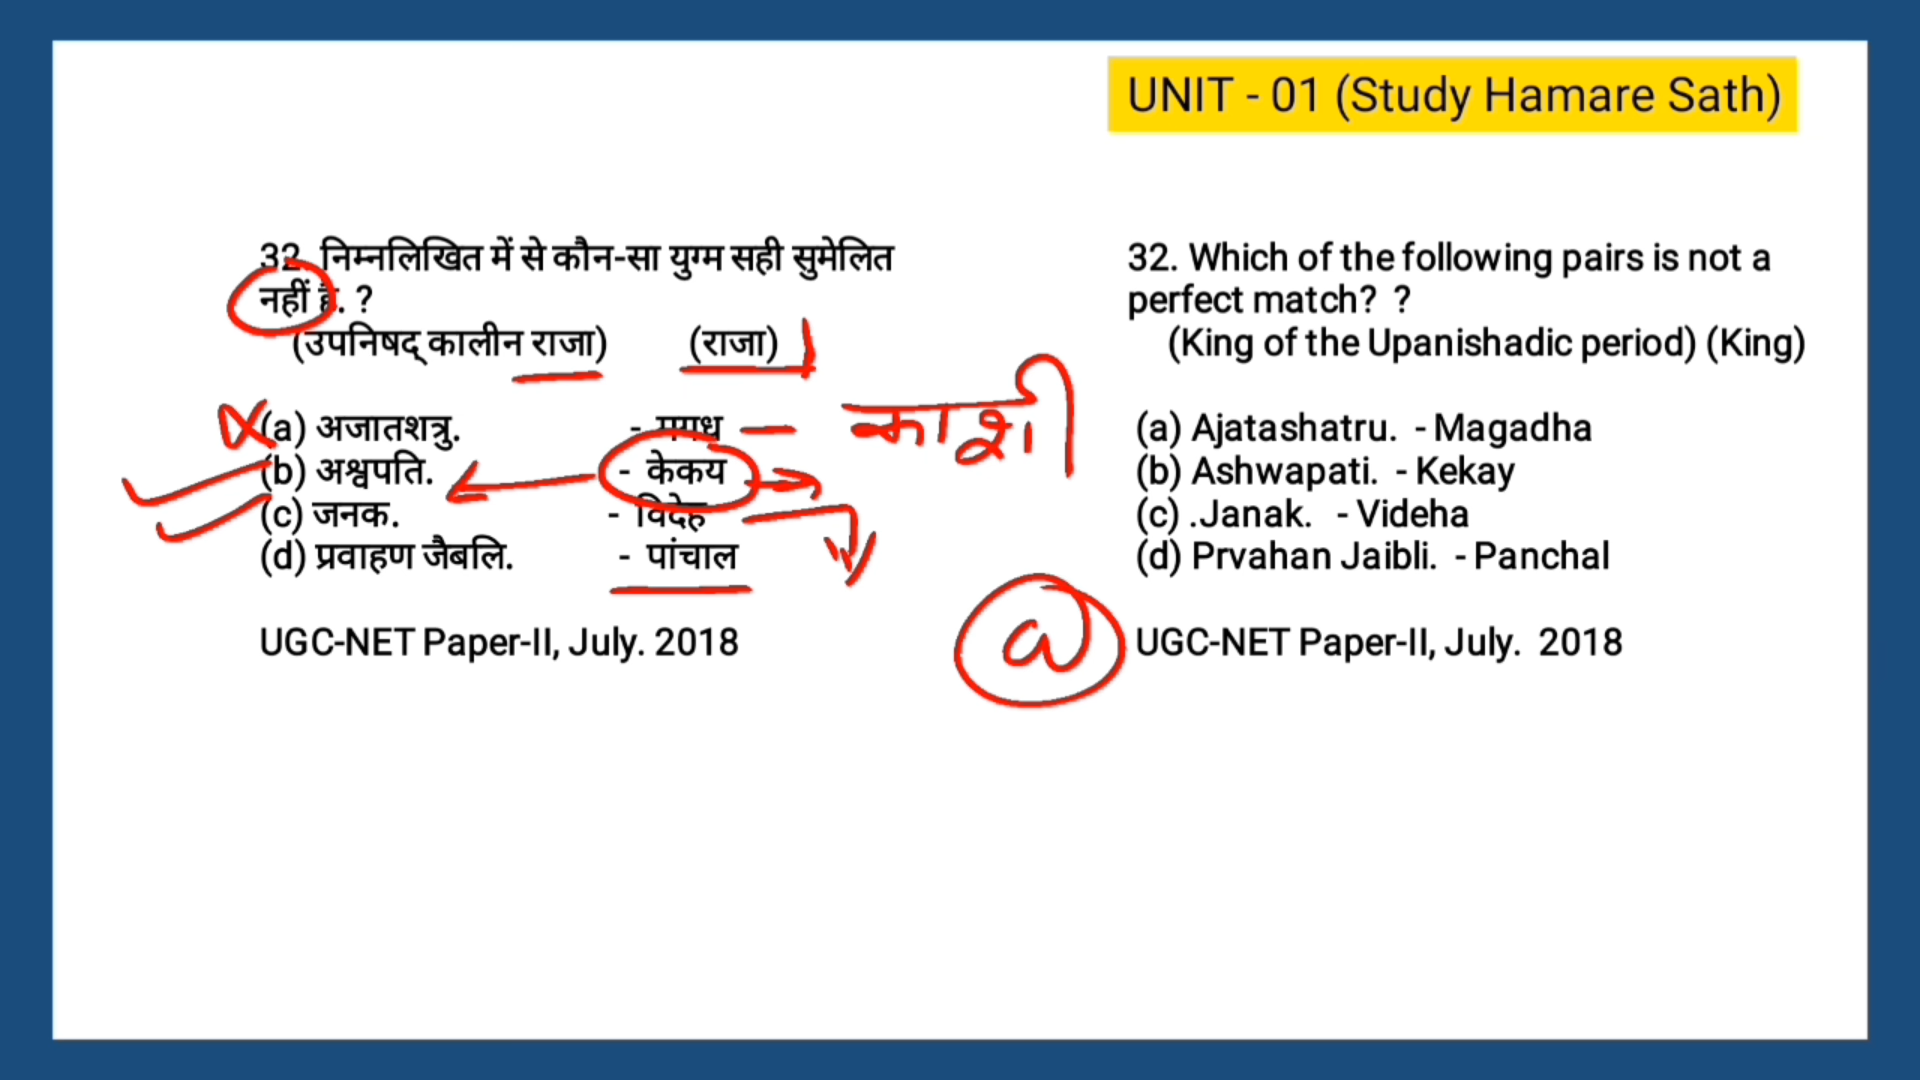 UNIT - 01 (Study Hamare Sath)
32. निम्नलिखित में से कौन-सा युग्म सही सुमेलित
नहीं है. ?
(उपनिषद् कालीन राजा) (राजा)
(a) अजातशत्रु. - मगध - काशी
(b) अश्वपति. - केकय
(c) जनक. - विदेह
(d) प्रवाहण जैबलि. - पांचाल
UGC-NET Paper-II, July. 2018
a
32. Which of the following pairs is not a
perfect match? ?
(King of the Upanishadic period) (King)
(a) Ajatashatru. - Magadha
(b) Ashwapati. - Kekay
(c) .Janak. - Videha
(d) Prvahan Jaibli. - Panchal
UGC-NET Paper-II, July. 2018